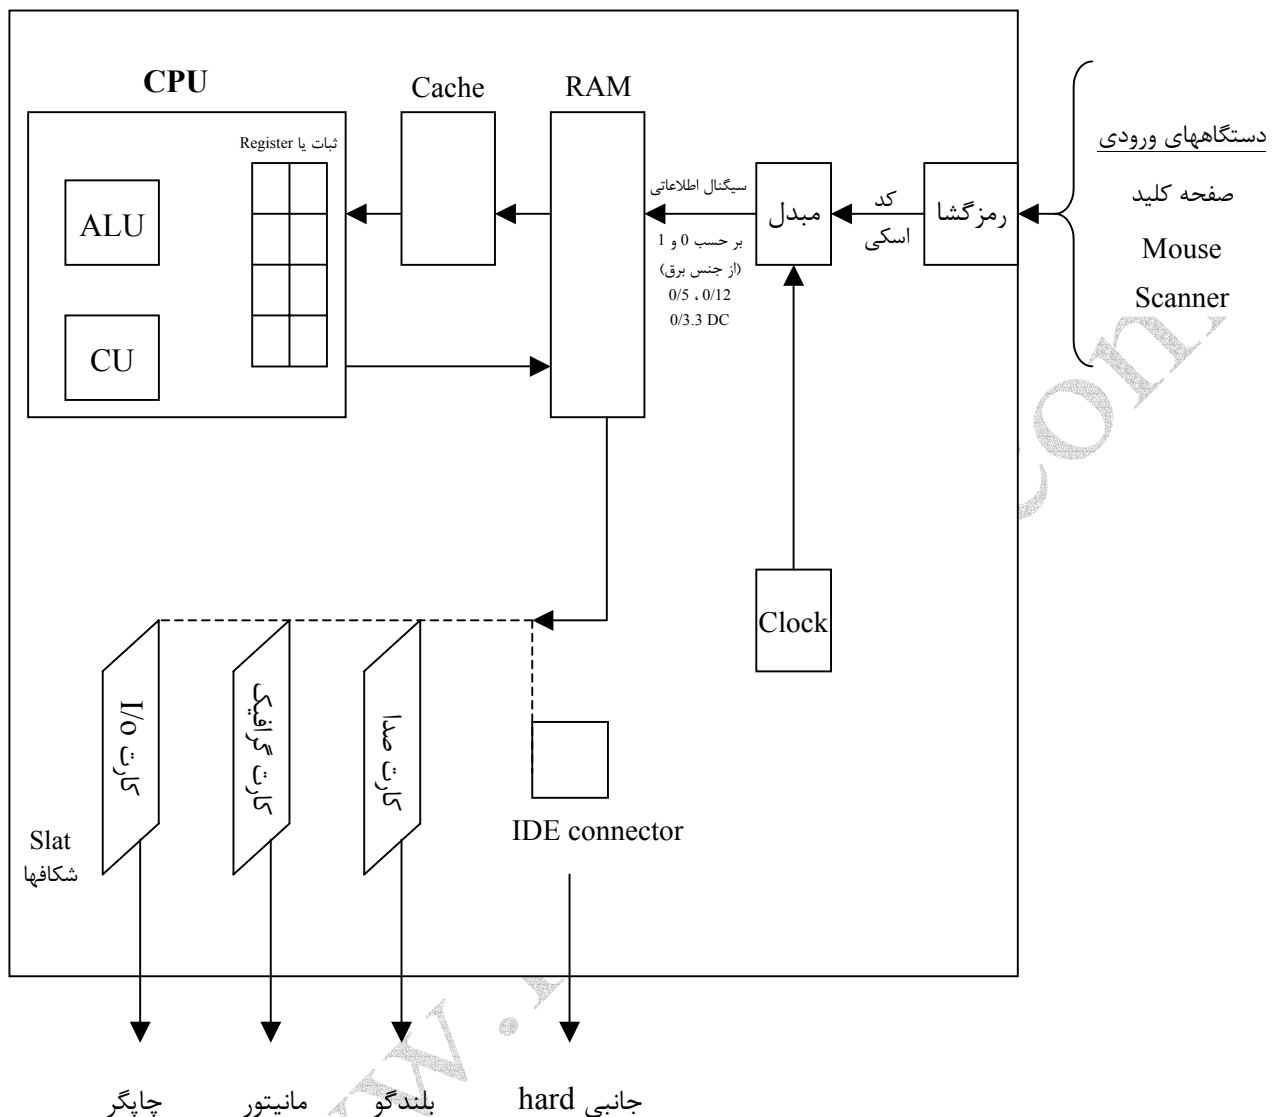 CPU
Cache
RAM
ثبات یا Register
ALU
CU
سیگنال اطلاعاتی
بر حسب 0 و 1
(از جنس برق)
0/5 ، 0/12
0/3.3 DC
مبدل
کد
اسکی
رمزگشا
دستگاههای ورودی
صفحه کلید
Mouse
Scanner
Clock
کارت I/o
کارت گرافیک
کارت صدا
IDE connector
Slat
شکافها
چاپگر
مانیتور
بلندگو
جانبی hard